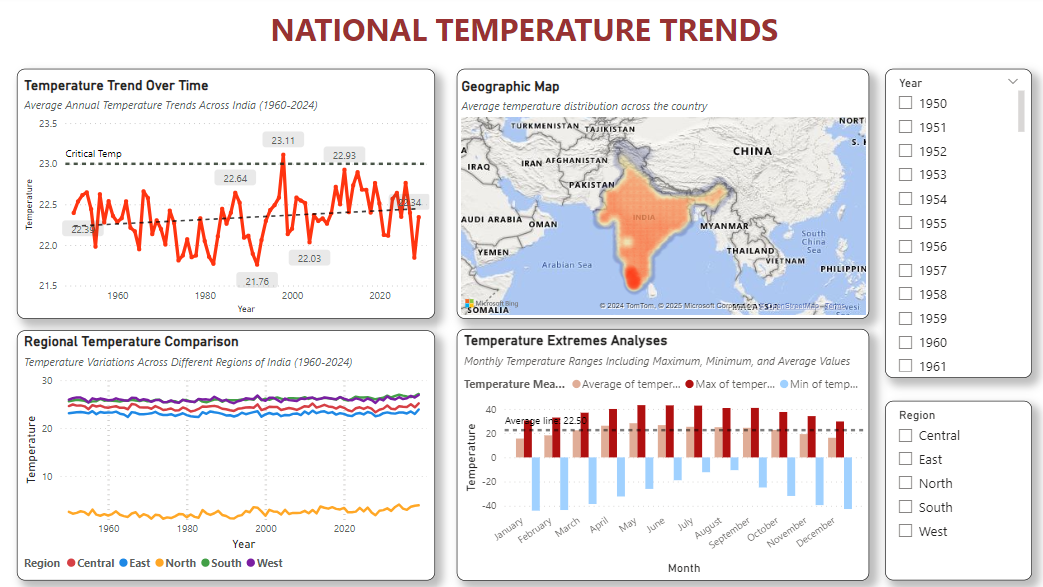 NATIONAL TEMPERATURE TRENDS
Temperature Trend Over Time
Average Annual Temperature Trends Across India (1960-2024)
23.5
23.0
22.5
22.0
21.5
Temperature
Critical Temp
23.11
22.93
22.64
22.34
22.39
22.03
21.76
1960
1980
2000
2020
Year
Geographic Map
Average temperature distribution across the country
TURKMENISTAN
TAJIKISTAN
NORT
S.
CHINA
IRAQ
IRAN
AFGHANISTAN
PAKISTAN
AUDI ARABIA
INDIA
OMAN
MYANMAR
YEMEN
THAILAND
South
China
Sea
VIETNAM
Arabian Sea
PHILIPPIN
Microsoft Bing
SOMALIA
© 2024 TomTom, © 2025 Microsoft
Year
1950
1951
1952
1953
1954
1955
1956
1957
1958
1959
1960
1961
Regional Temperature Comparison
Temperature Variations Across Different Regions of India (1960-2024)
30
20
10
Temperature
1960
1980
2000
2020
Year
Region
Central
East
North
South
West
Temperature Extremes Analyses
Monthly Temperature Ranges Including Maximum, Minimum, and Average Values
Temperature Mea...
Average of temper...
Max of temper...
Min of temp...
40
20
0
-20
-40
Temperature
Average line: 22.50
January
February
March
April
May
June
July
August
September
October
November
December
Month
Region
Central
East
North
South
West